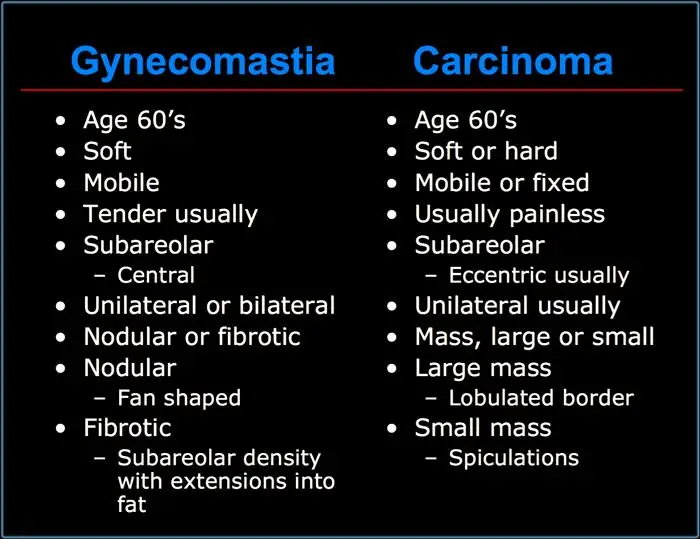 Gynecomastia
• Age 60's
• Soft
• Mobile
• Tender usually
• Subareolar
– Central
• Unilateral or bilateral
• Nodular or fibrotic
• Nodular
– Fan shaped
• Fibrotic
– Subareolar density
with extensions into
fat
Carcinoma
• Age 60's
• Soft or hard
• Mobile or fixed
• Usually painless
• Subareolar
– Eccentric usually
• Unilateral usually
• Mass, large or small
• Large mass
– Lobulated border
• Small mass
– Spiculations